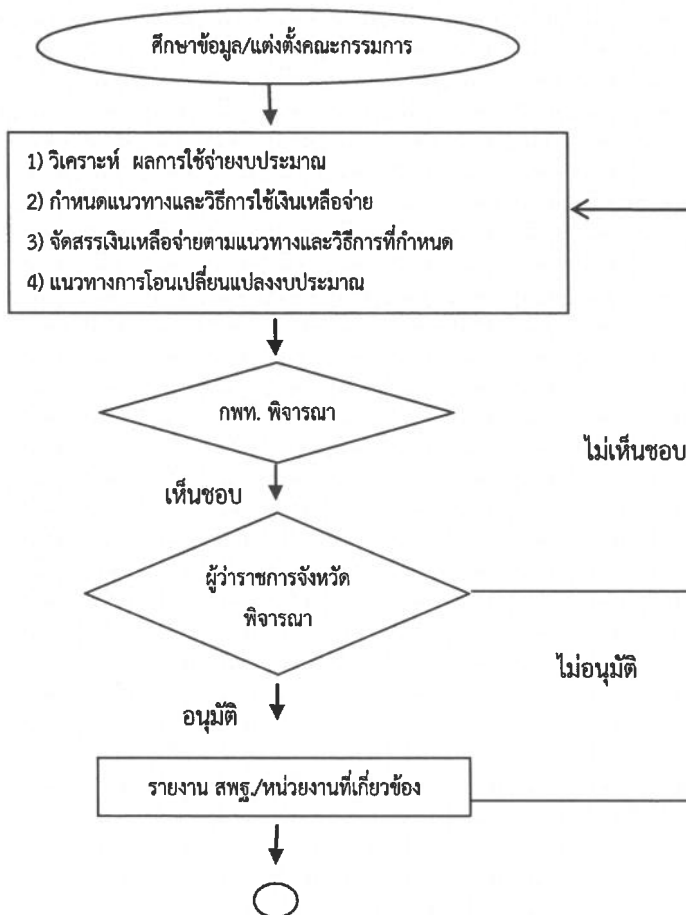 ศึกษาข้อมูล/แต่งตั้งคณะกรรมการ
1) วิเคราะห์ ผลการใช้จ่ายงบประมาณ
2) กำหนดแนวทางและวิธีการใช้เงินเหลือจ่าย
3) จัดสรรเงินเหลือจ่ายตามแนวทางและวิธีการที่กำหนด
4) แนวทางการโอนเปลี่ยนแปลงงบประมาณ
กพท. พิจารณา
ไม่เห็นชอบ
เห็นชอบ
ผู้ว่าราชการจังหวัด
พิจารณา
ไม่อนุมัติ
อนุมัติ
รายงาน สพฐ./หน่วยงานที่เกี่ยวข้อง